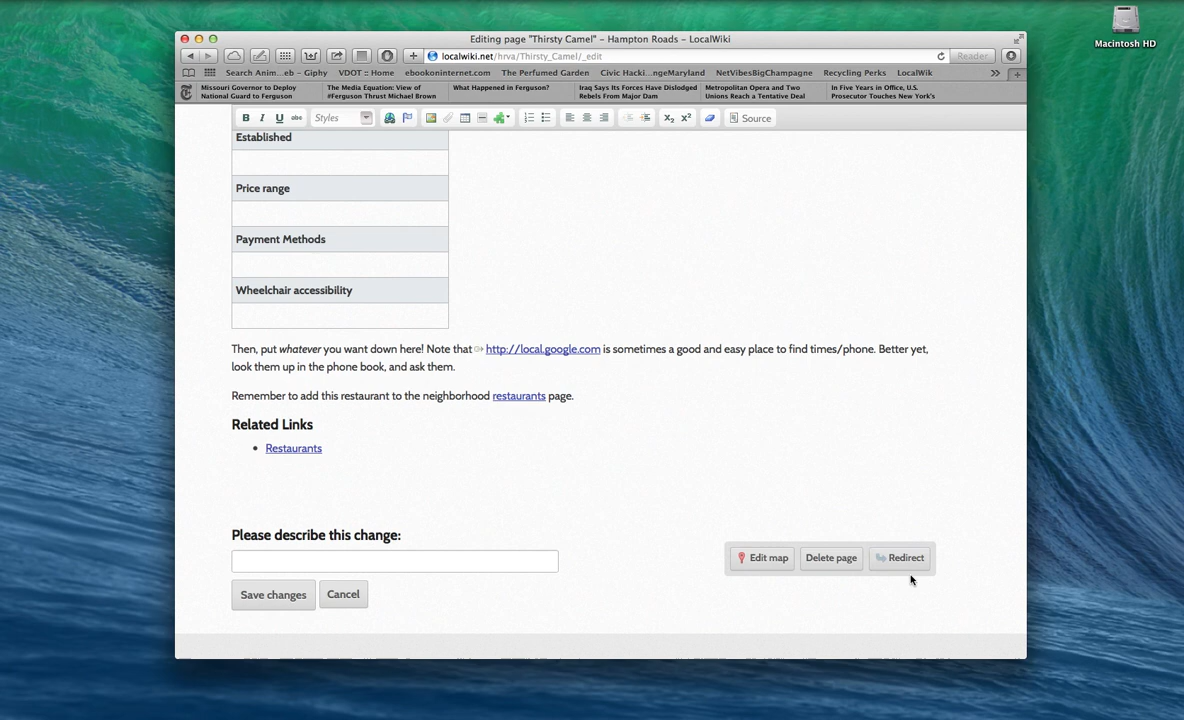 Macintosh HD
Editing page "Thirsty Camel" – Hampton Roads – LocalWiki
localwiki.net/hrva/Thirsty_Camel/_edit
Reader
Search Anim...eb – Giphy VDOT :: Home ebookoninternet.com The Perfumed Garden Civic Hacki...ngeMaryland NetVibesBigChampagne Recycling Perks LocalWik
Missouri Governor to Deploy
National Guard to Ferguson
The Media Equation: View of
#Ferguson Thrust Michael Brown
What Happened in Ferguson?
Iraq Says Its Forces Have Dislodged
Rebels From Major Dam
Metropolitan Opera and Two
Unions Reach a Tentative Deal
In Five Years in Office, U.S.
Prosecutor Touches New York's
B I U abc Styles X₂ X² Source
Established
Price range
Payment Methods
Wheelchair accessibility
Then, put whatever you want down here! Note that http://local.google.com is sometimes a good and easy place to find times/phone. Better yet,
look them up in the phone book, and ask them.
Remember to add this restaurant to the neighborhood restaurants page.
Related Links
Restaurants
Please describe this change:
Edit map Delete page Redirect
Save changes Cancel